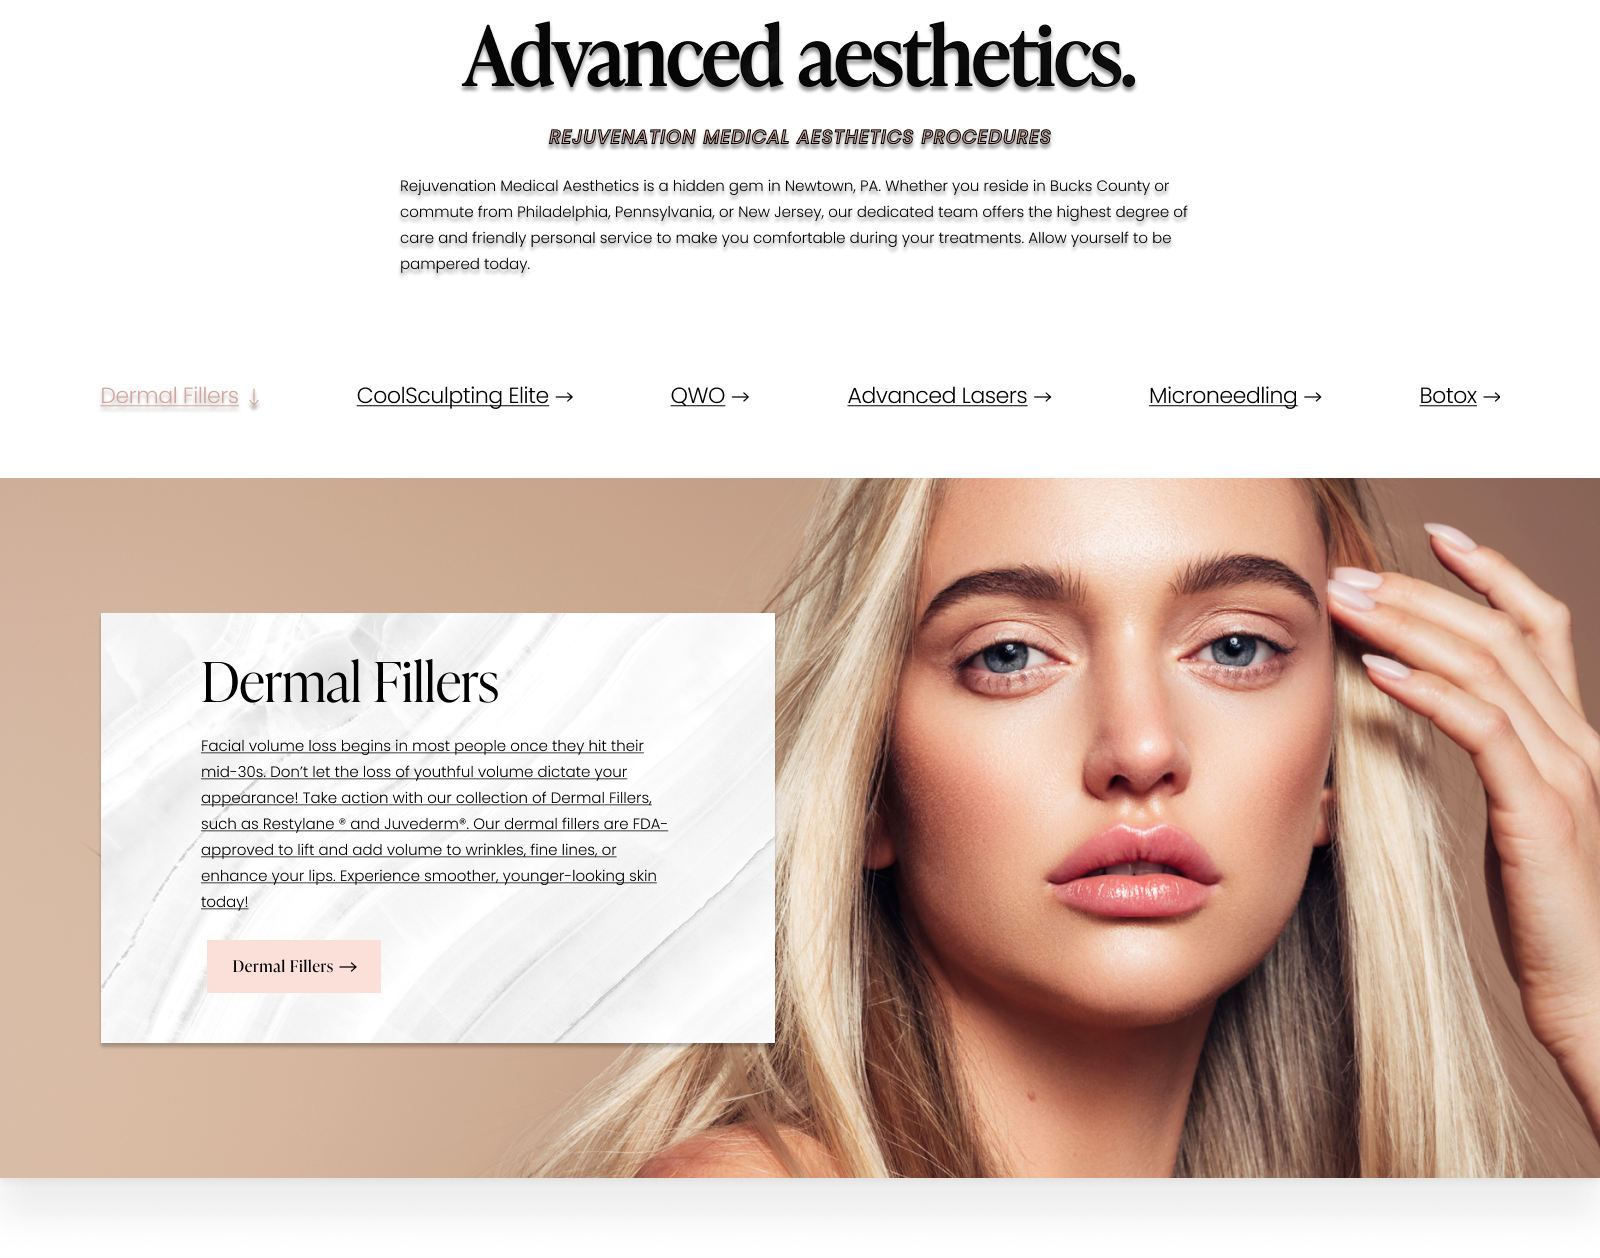 Advanced aesthetics.
REJUVENATION MEDICAL AESTHETICS PROCEDURES
Rejuvenation Medical Aesthetics is a hidden gem in Newtown, PA. Whether you reside in Bucks County or
commute from Philadelphia, Pennsylvania, or New Jersey, our dedicated team offers the highest degree of
care and friendly personal service to make you comfortable during your treatments. Allow yourself to be
pampered today.
Dermal Fillers ↓ CoolSculpting Elite → QWO → Advanced Lasers → Microneedling → Botox →
Dermal Fillers
Facial volume loss begins in most people once they hit their
mid-30s. Don’t let the loss of youthful volume dictate your
appearance! Take action with our collection of Dermal Fillers,
such as Restylane ® and Juvederm®. Our dermal fillers are FDA-
approved to lift and add volume to wrinkles, fine lines, or
enhance your lips. Experience smoother, younger-looking skin
today!
Dermal Fillers →